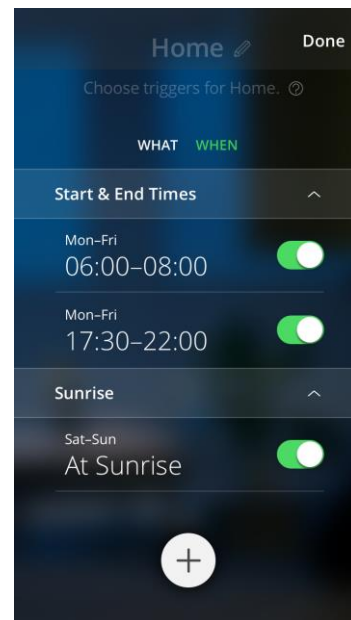 Home
Done
Choose triggers for Home.
WHAT WHEN
Start & End Times
Mon–Fri
06:00–08:00
Mon–Fri
17:30–22:00
Sunrise
Sat–Sun
At Sunrise